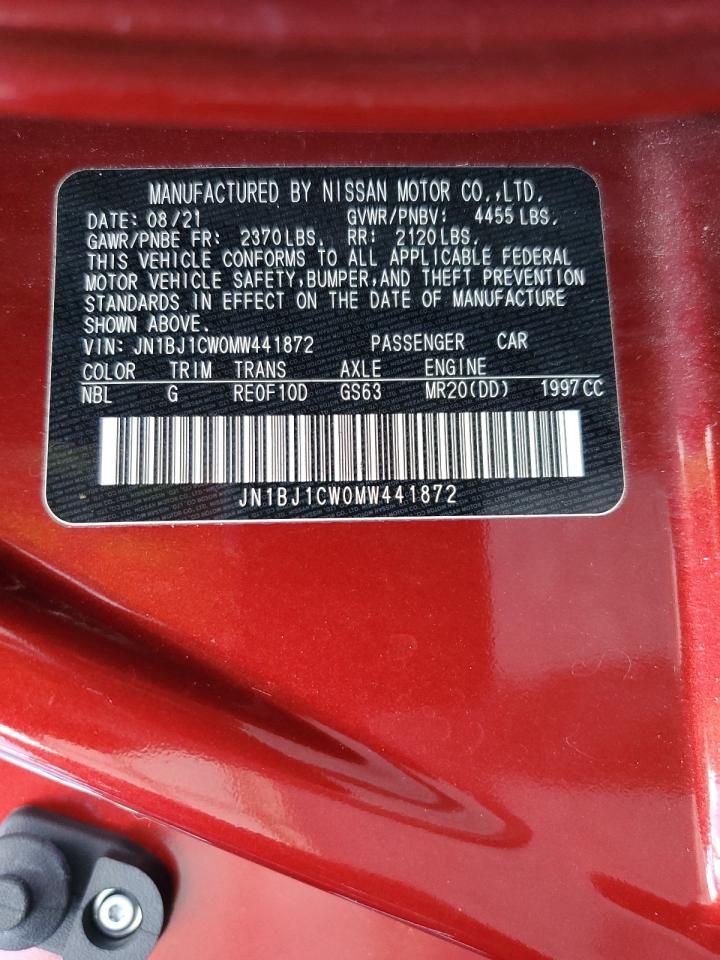 MANUFACTURED BY NISSAN MOTOR CO.,LTD.
DATE: 08/21 GVWR/PNBV: 4455 LBS.
GAWR/PNBE FR: 2370LBS. RR: 2120LBS.
THIS VEHICLE CONFORMS TO ALL APPLICABLE FEDERAL
MOTOR VEHICLE SAFETY,BUMPER,AND THEFT PREVENTION
STANDARDS IN EFFECT ON THE DATE OF MANUFACTURE
SHOWN ABOVE.
VIN: JN1BJ1CW0MW441872 PASSENGER CAR
COLOR TRIM TRANS AXLE ENGINE
NBL G RE0F10D GS63 MR20(DD) 1997CC
JN1BJ1CW0MW441872